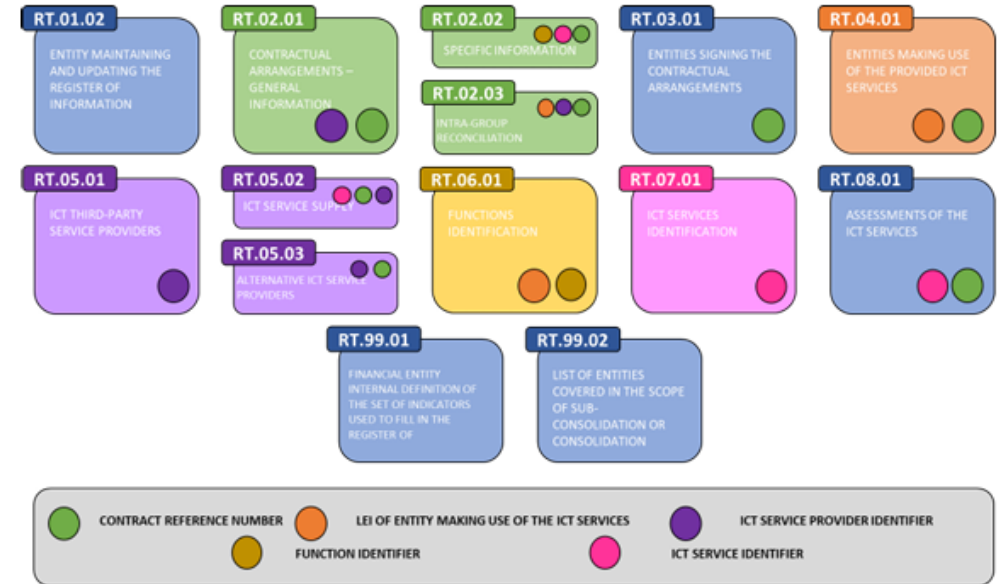 RT.01.02
ENTITY MAINTAINING
AND UPDATING THE
REGISTER OF
INFORMATION
RT.02.01
CONTRACTUAL
ARRANGEMENTS –
GENERAL
INFORMATION
RT.02.02
SPECIFIC INFORMATION
RT.02.03
INTRA-GROUP
RECONCILIATION
RT.03.01
ENTITIES SIGNING THE
CONTRACTUAL
ARRANGEMENTS
RT.04.01
ENTITIES MAKING USE
OF THE PROVIDED ICT
SERVICES
RT.05.01
ICT THIRD-PARTY
SERVICE PROVIDERS
RT.05.02
ICT SERVICE SUPPLY
RT.05.03
ALTERNATIVE ICT SERVICE
PROVIDERS
RT.06.01
FUNCTIONS
IDENTIFICATION
RT.07.01
ICT SERVICES
IDENTIFICATION
RT.08.01
ASSESSMENTS OF THE
ICT SERVICES
RT.99.01
FINANCIAL ENTITY
INTERNAL DEFINITION OF
THE SET OF INDICATORS
USED TO FILL IN THE
REGISTER OF
RT.99.02
LIST OF ENTITIES
COVERED IN THE SCOPE
OF SUB-
CONSOLIDATION OR
CONSOLIDATION
CONTRACT REFERENCE NUMBER
LEI OF ENTITY MAKING USE OF THE ICT SERVICES
ICT SERVICE PROVIDER IDENTIFIER
FUNCTION IDENTIFIER
ICT SERVICE IDENTIFIER